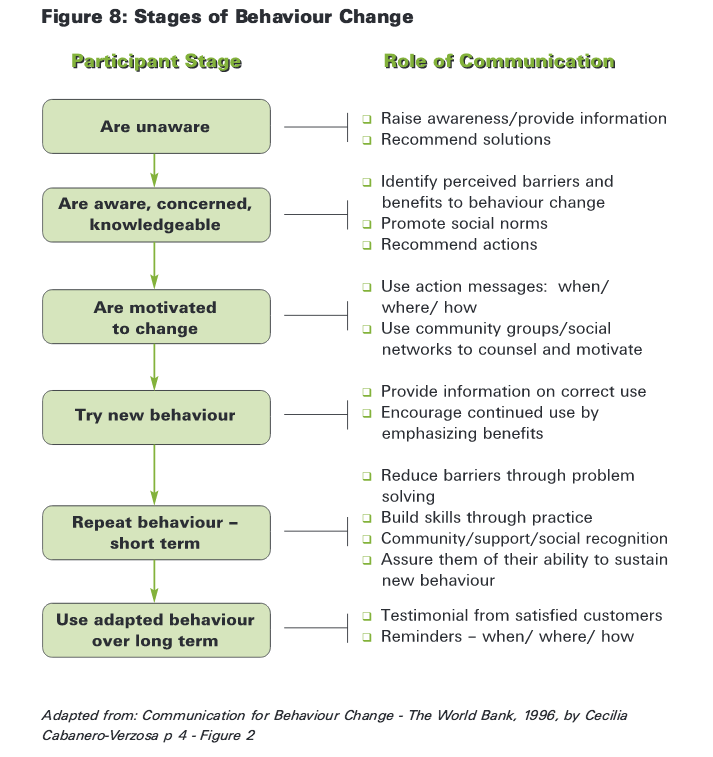 Figure 8: Stages of Behaviour Change
Participant Stage
Role of Communication
Are unaware
❑ Raise awareness/provide information
❑ Recommend solutions
Are aware, concerned,
knowledgeable
❑ Identify perceived barriers and
benefits to behaviour change
❑ Promote social norms
❑ Recommend actions
Are motivated
to change
❑ Use action messages: when/
where/ how
❑ Use community groups/social
networks to counsel and motivate
Try new behaviour
❑ Provide information on correct use
❑ Encourage continued use by
emphasizing benefits
Repeat behaviour –
short term
❑ Reduce barriers through problem
solving
❑ Build skills through practice
❑ Community/support/social recognition
❑ Assure them of their ability to sustain
new behaviour
Use adapted behaviour
over long term
❑ Testimonial from satisfied customers
❑ Reminders – when/ where/ how
Adapted from: Communication for Behaviour Change - The World Bank, 1996, by Cecilia
Cabanero-Verzosa p 4 - Figure 2